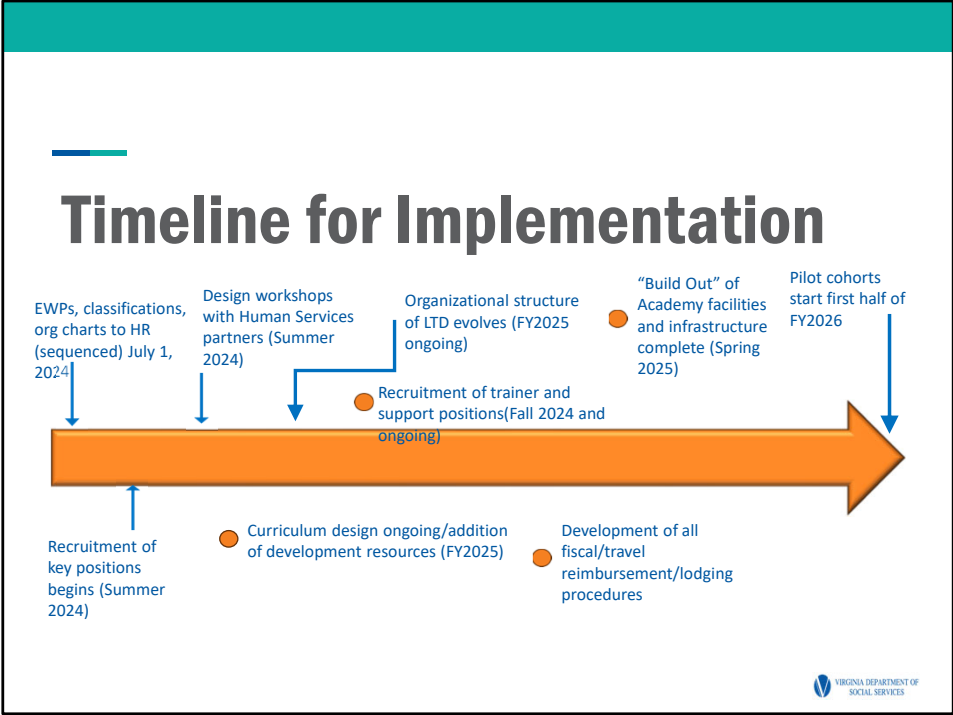 Timeline for Implementation
EWPs, classifications,
org charts to HR
(sequenced) July 1,
2024
Design workshops
with Human Services
partners (Summer
2024)
Organizational structure
of LTD evolves (FY2025
ongoing)
“Build Out” of
Academy facilities
and infrastructure
complete (Spring
2025)
Pilot cohorts
start first half of
FY2026
Recruitment of trainer and
support positions(Fall 2024 and
ongoing)
Recruitment of
key positions
begins (Summer
2024)
Curriculum design ongoing/addition
of development resources (FY2025)
Development of all
fiscal/travel
reimbursement/lodging
procedures
VIRGINIA DEPARTMENT OF
SOCIAL SERVICES